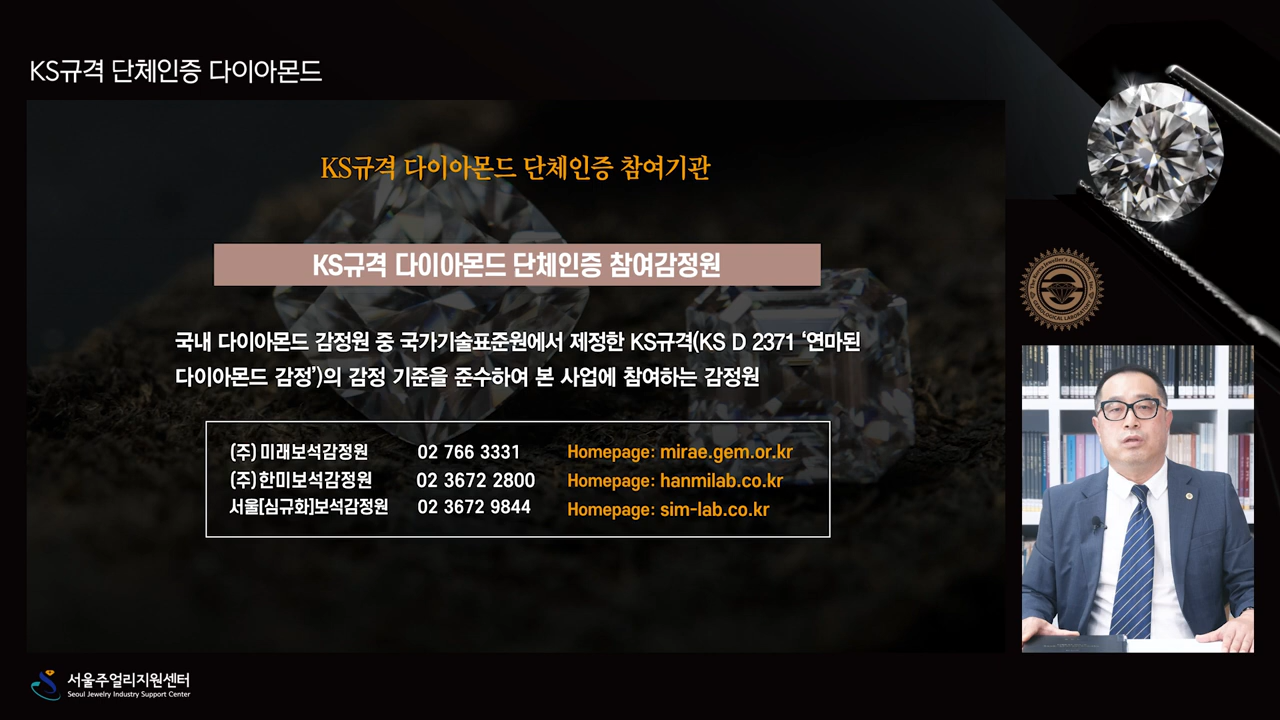 KS규격 단체인증 다이아몬드
KS규격 다이아몬드 단체인증 참여기관
KS규격 다이아몬드 단체인증 참여감정원
국내 다이아몬드 감정원 중 국가기술표준원에서 제정한 KS규격(KS D 2371 ‘연마된
다이아몬드 감정’)의 감정 기준을 준수하여 본 사업에 참여하는 감정원
(주)미래보석감정원 02 766 3331 Homepage: mirae.gem.or.kr
(주)한미보석감정원 02 3672 2800 Homepage: hanmilab.co.kr
서울[심규화]보석감정원 02 3672 9844 Homepage: sim-lab.co.kr
서울주얼리지원센터
Seoul Jewelry Industry Support Center